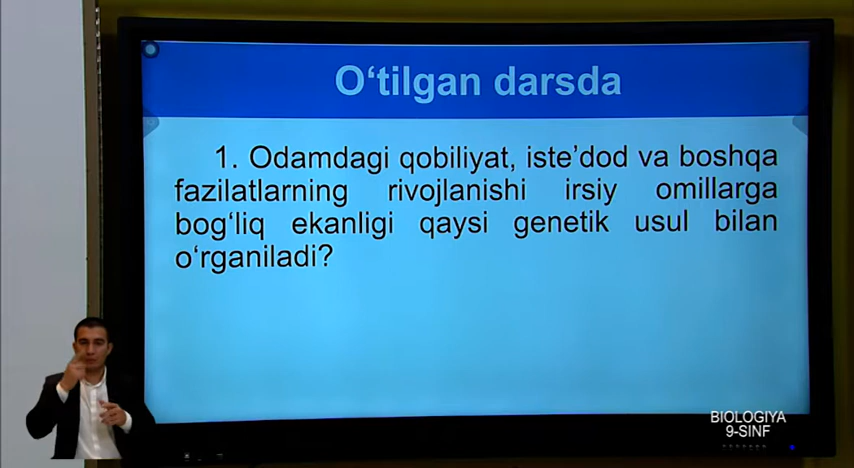 O‘tilgan darsda
1. Odamdagi qobiliyat, iste’dod va boshqa
fazilatlarning rivojlanishi irsiy omillarga
bog‘liq ekanligi qaysi genetik usul bilan
o‘rganiladi?
BIOLOGIYA
9-SINF